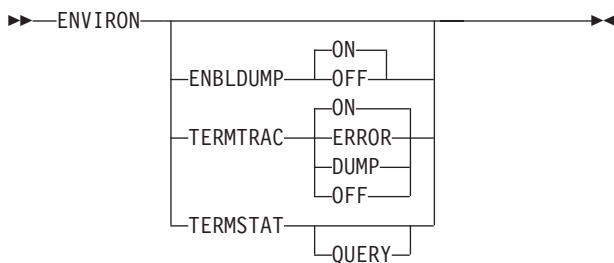 ENVIRON
ON
ENBLDUMP OFF
ON
TERMTRAC ERROR
DUMP
OFF
TERMSTAT
QUERY